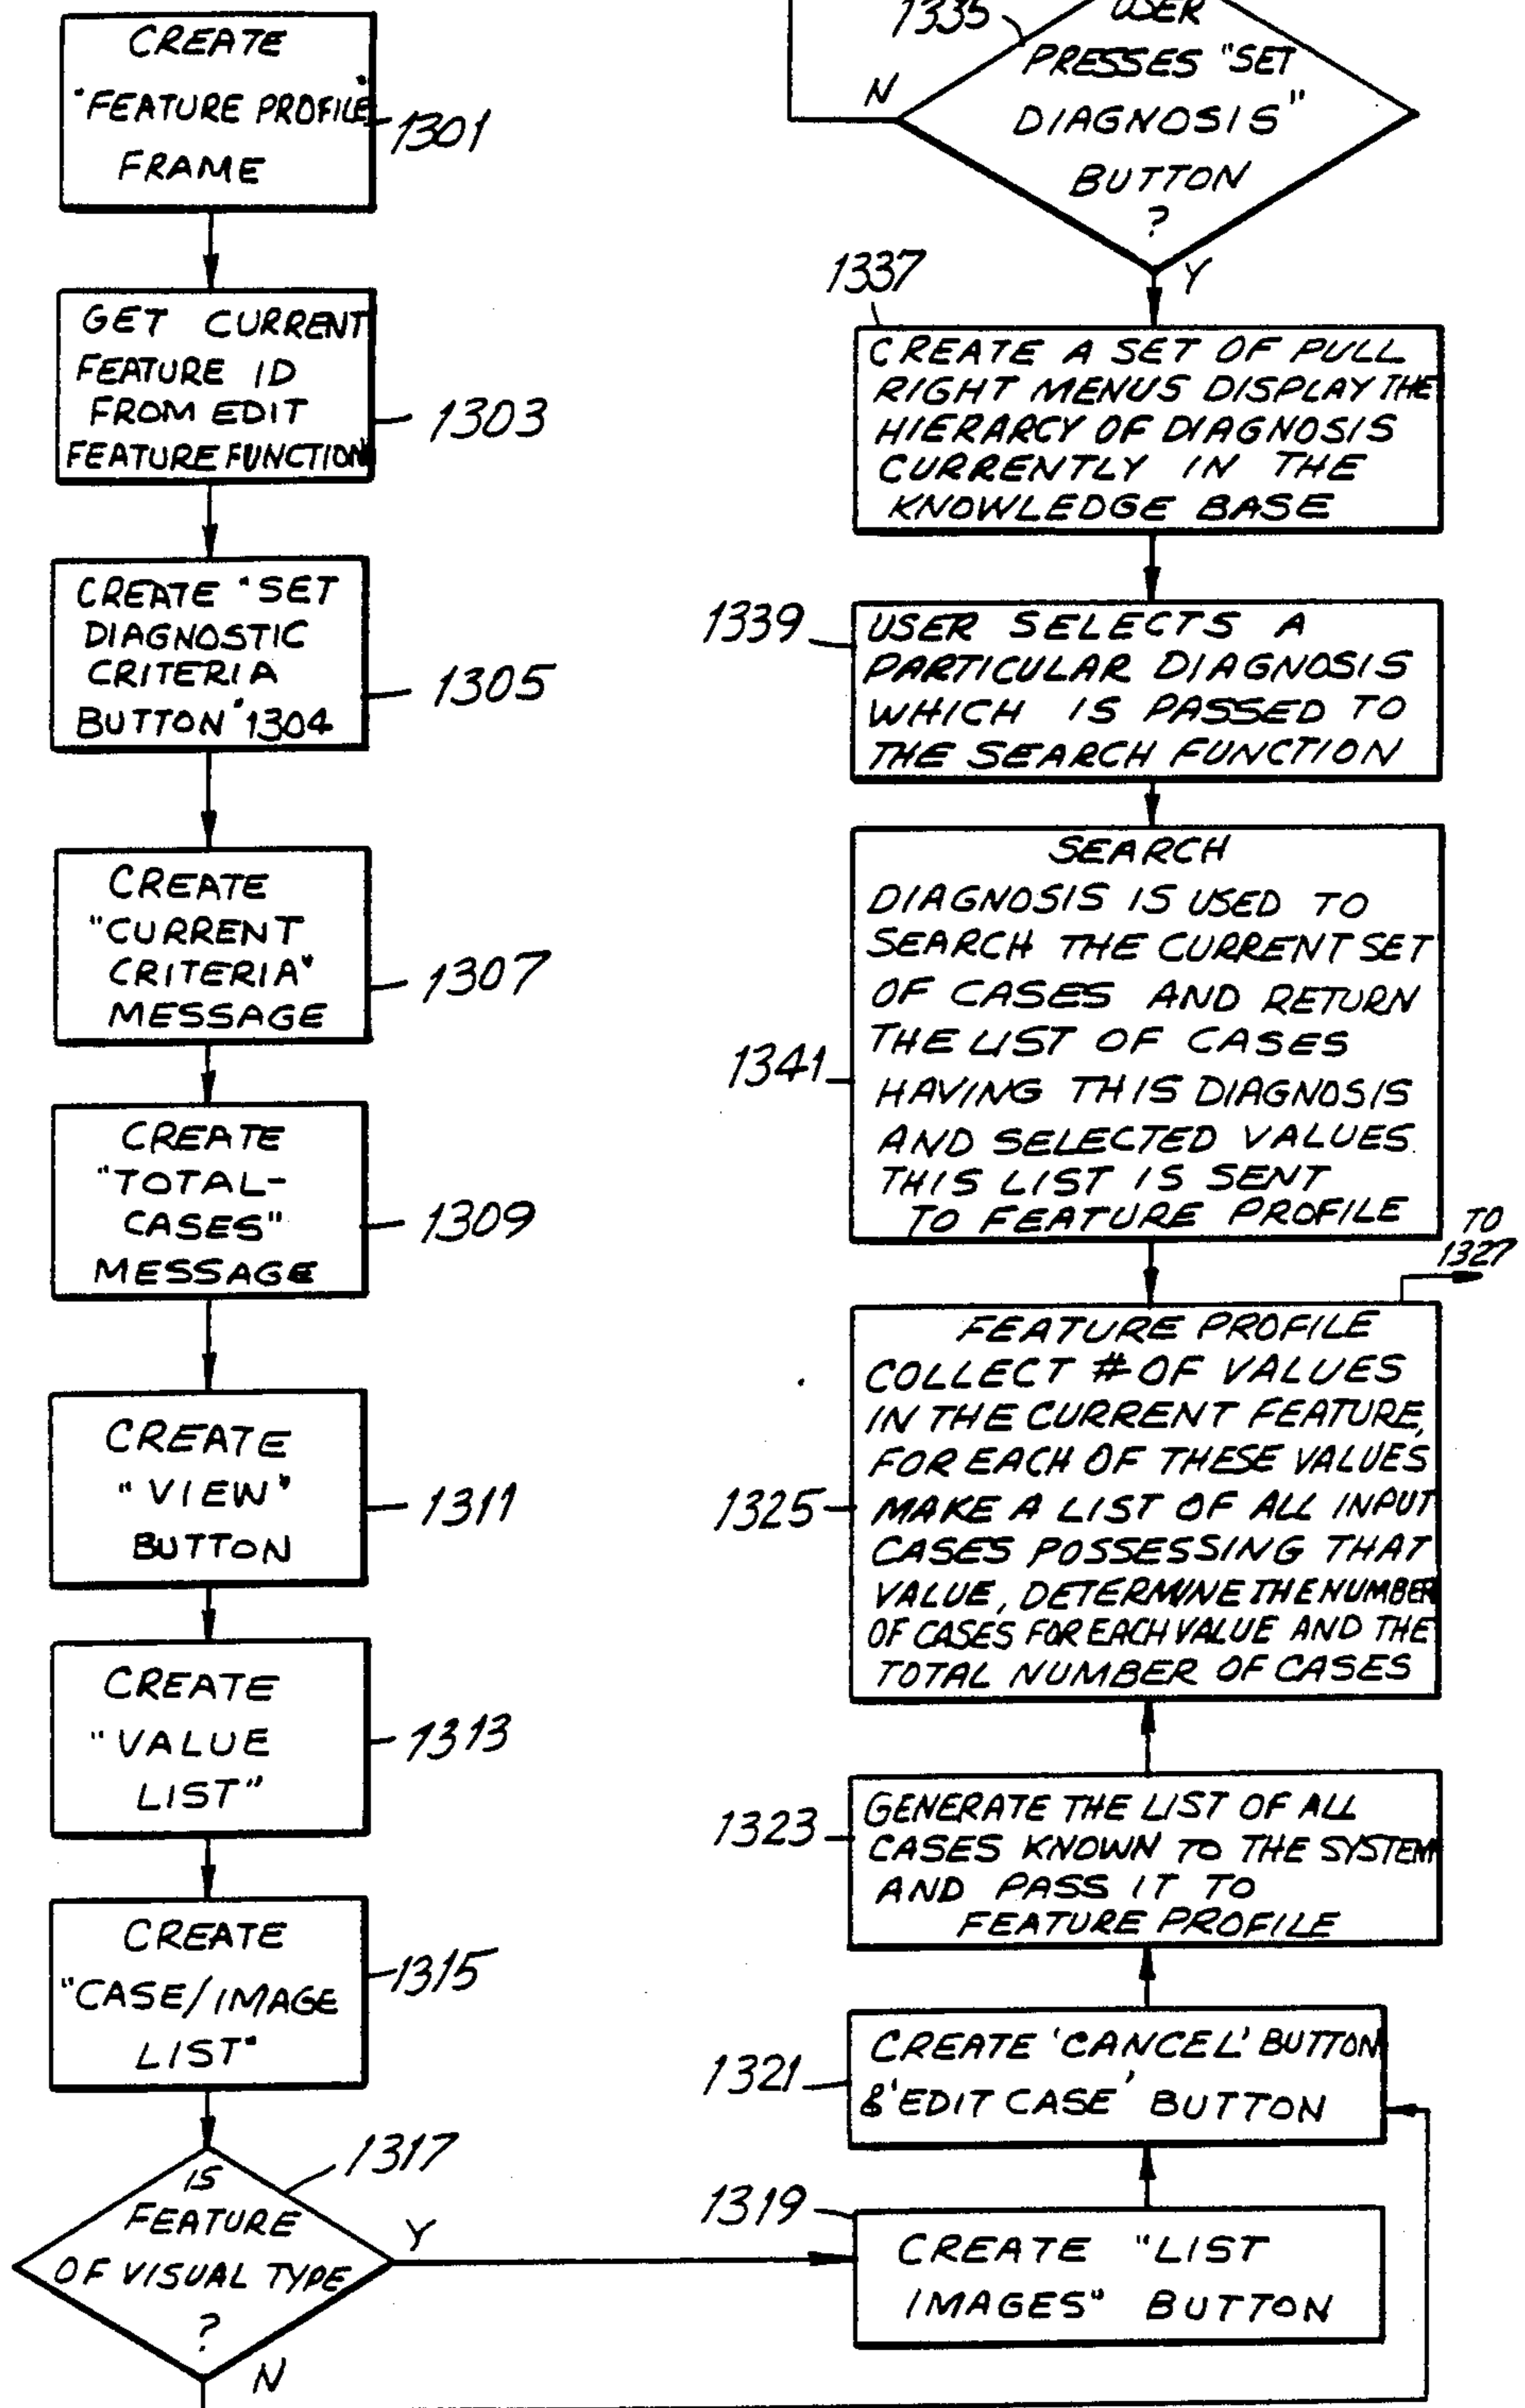 CREATE
"FEATURE PROFILE"
FRAME
1301
GET CURRENT
FEATURE ID
FROM EDIT
FEATURE FUNCTION
1303
CREATE "SET
DIAGNOSTIC
CRITERIA
BUTTON" 1304
1305
CREATE
"CURRENT
CRITERIA"
MESSAGE
1307
CREATE
"TOTAL-
CASES"
MESSAGE
1309
CREATE
"VIEW"
BUTTON
1311
CREATE
"VALUE
LIST"
1313
CREATE
"CASE/IMAGE
LIST"
1315
1317
IS
FEATURE
OF VISUAL TYPE
?
Y
N
1335
USER
PRESSES "SET
DIAGNOSIS"
BUTTON
?
N
Y
1337
CREATE A SET OF PULL
RIGHT MENUS DISPLAY THE
HIERARCY OF DIAGNOSIS
CURRENTLY IN THE
KNOWLEDGE BASE
1339
USER SELECTS A
PARTICULAR DIAGNOSIS
WHICH IS PASSED TO
THE SEARCH FUNCTION
1341
SEARCH
DIAGNOSIS IS USED TO
SEARCH THE CURRENT SET
OF CASES AND RETURN
THE LIST OF CASES
HAVING THIS DIAGNOSIS
AND SELECTED VALUES.
THIS LIST IS SENT
TO FEATURE PROFILE
TO
1327
1325
FEATURE PROFILE
COLLECT # OF VALUES
IN THE CURRENT FEATURE,
FOR EACH OF THESE VALUES
MAKE A LIST OF ALL INPUT
CASES POSSESSING THAT
VALUE, DETERMINE THE NUMBER
OF CASES FOR EACH VALUE AND THE
TOTAL NUMBER OF CASES
1323
GENERATE THE LIST OF ALL
CASES KNOWN TO THE SYSTEM
AND PASS IT TO
FEATURE PROFILE
1321
CREATE 'CANCEL' BUTTON
& 'EDIT CASE' BUTTON
1319
CREATE "LIST
IMAGES" BUTTON